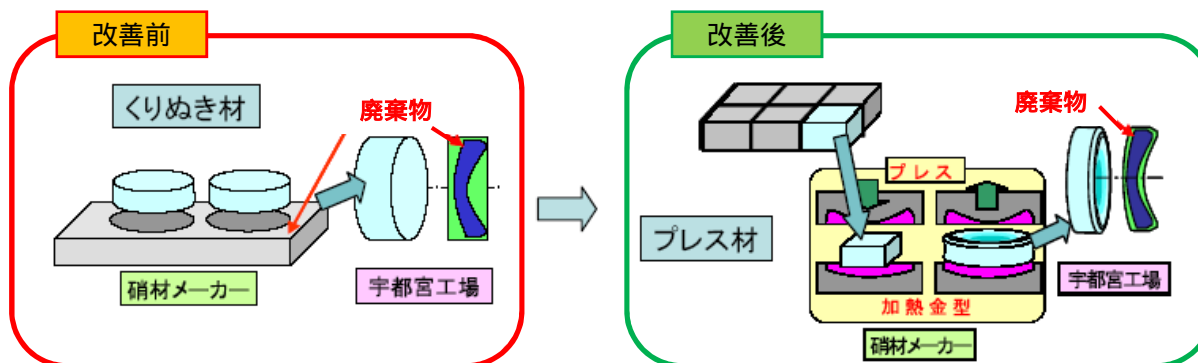 改善前
くりぬき材
廃棄物
硝材メーカー
宇都宮工場
改善後
廃棄物
プレス
プレス材
加熱金型
宇都宮工場
硝材メーカー